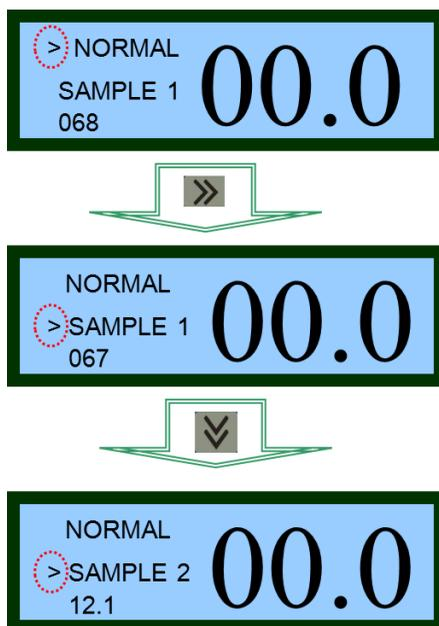 > NORMAL
SAMPLE 1
068
00.0
NORMAL
> SAMPLE 1
067
00.0
NORMAL
> SAMPLE 2
12.1
00.0